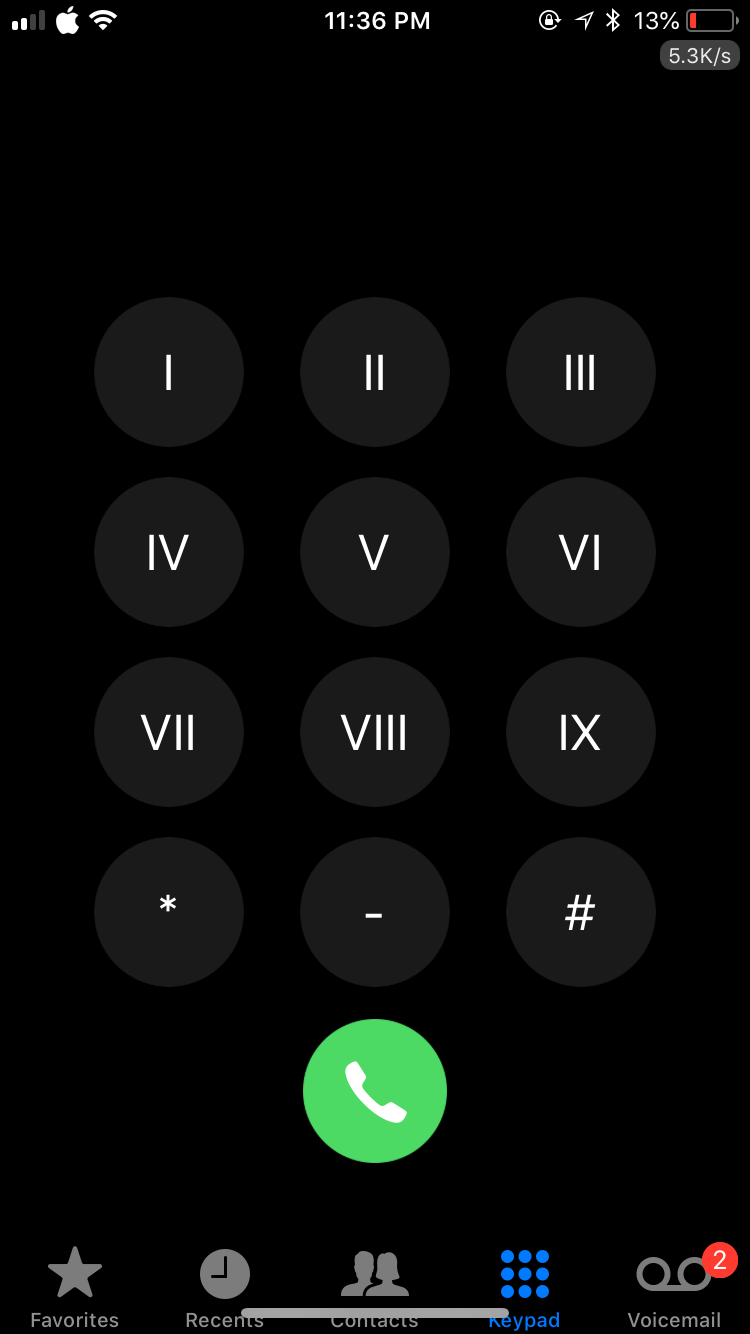 11:36 PM 13%
5.3K/s
I II III
IV V VI
VII VIII IX
* - #
2
Favorites Recents Contacts Keypad Voicemail